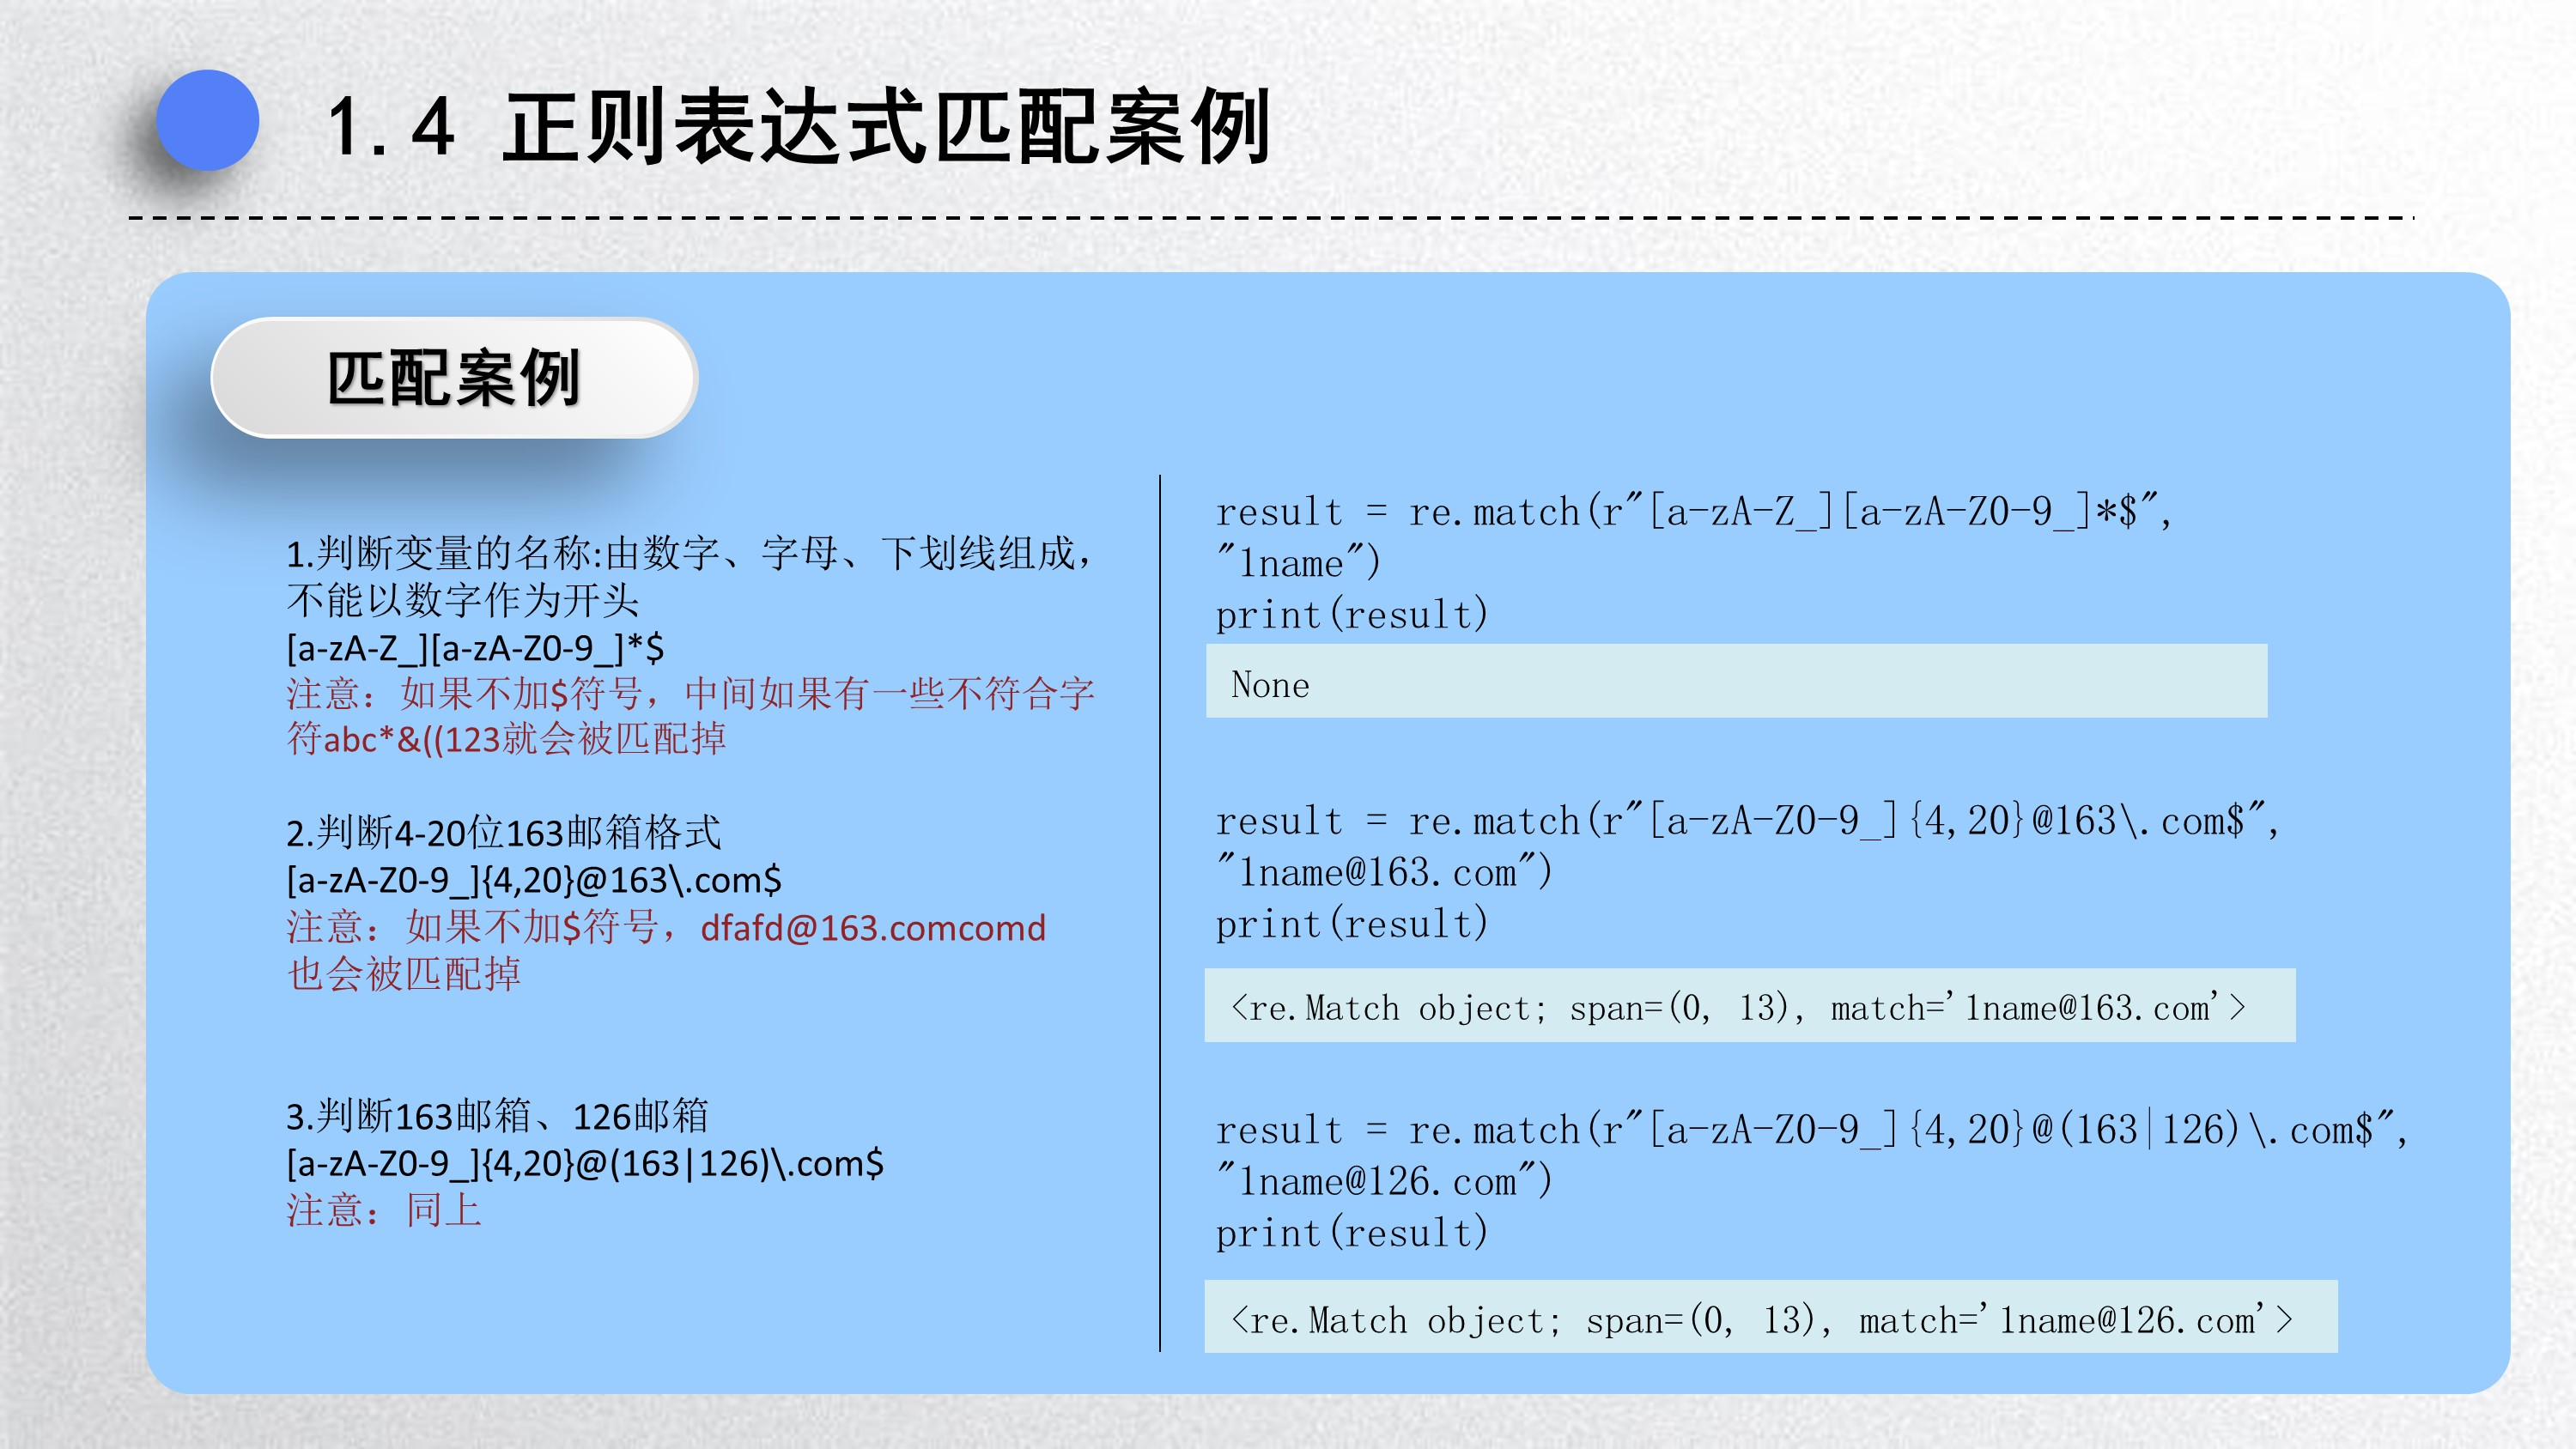 1.4 正则表达式匹配案例
匹配案例
1.判断变量的名称:由数字、字母、下划线组成，
不能以数字作为开头
[a-zA-Z_][a-zA-Z0-9_]*$
注意：如果不加$符号，中间如果有一些不符合字
符abc*&((123就会被匹配掉
2.判断4-20位163邮箱格式
[a-zA-Z0-9_]{4,20}@163\.com$
注意：如果不加$符号，dfafd@163.comcomd
也会被匹配掉
3.判断163邮箱、126邮箱
[a-zA-Z0-9_]{4,20}@(163|126)\.com$
注意：同上
result = re.match(r"[a-zA-Z_][a-zA-Z0-9_]*$",
"1name")
print(result)
None
result = re.match(r"[a-zA-Z0-9_]{4,20}@163\.com$",
"1name@163.com")
print(result)
<re.Match object; span=(0, 13), match='1name@163.com'>
result = re.match(r"[a-zA-Z0-9_]{4,20}@(163|126)\.com$",
"1name@126.com")
print(result)
<re.Match object; span=(0, 13), match='1name@126.com'>